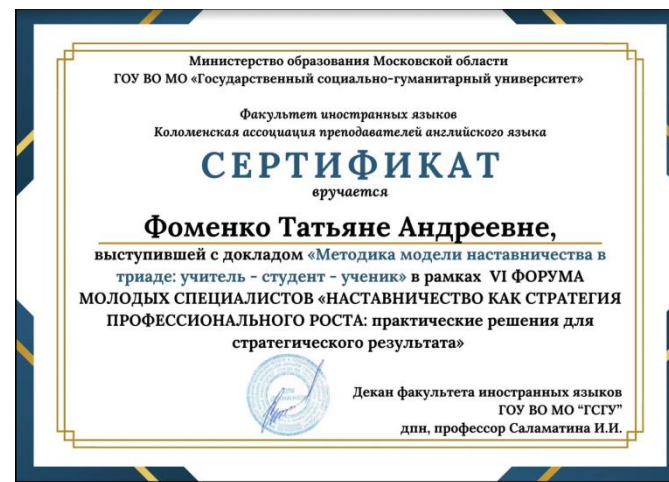 Министерство образования Московской области
ГОУ ВО МО «Государственный социально-гуманитарный университет»
Факультет иностранных языков
Коломенская ассоциация преподавателей английского языка
СЕРТИФИКАТ
вручается
Фоменко Татьяне Андреевне,
выступившей с докладом «Методика модели наставничества в
триаде: учитель - студент - ученик» в рамках VI ФОРУМА
МОЛОДЫХ СПЕЦИАЛИСТОВ «НАСТАВНИЧЕСТВО КАК СТРАТЕГИЯ
ПРОФЕССИОНАЛЬНОГО РОСТА: практические решения для
стратегического результата»
Декан факультета иностранных языков
ГОУ ВО МО “ГСГУ”
дпн, профессор Саламатина И.И.